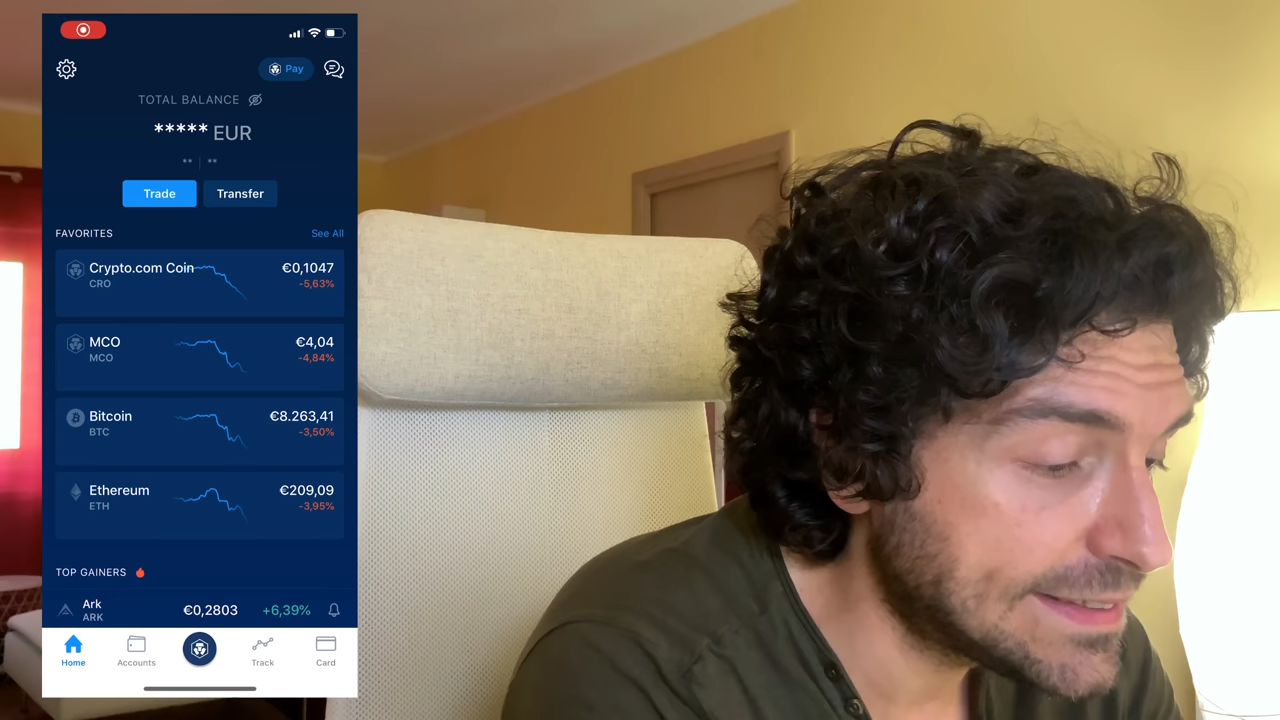 Pay
TOTAL BALANCE
***** EUR
** | **
Trade Transfer
FAVORITES See All
Crypto.com Coin €0,1047
CRO -5,63%
MCO €4,04
MCO -4,84%
Bitcoin €8.263,41
BTC -3,50%
Ethereum €209,09
ETH -3,95%
TOP GAINERS
Ark €0,2803 +6,39%
ARK
Home Accounts Track Card